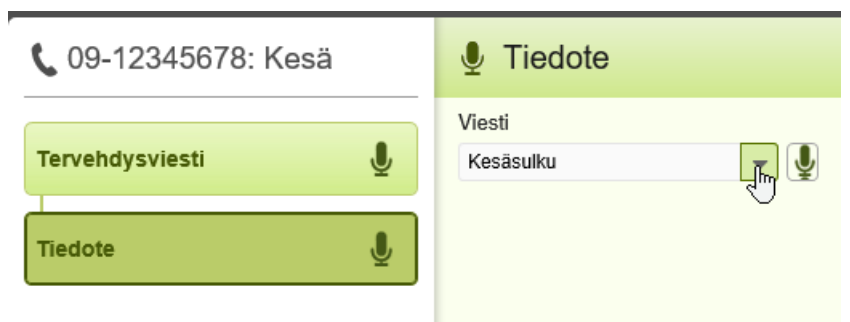 09-12345678: Kesä
Tervehdysviesti
Tiedote
Tiedote
Viesti
Kesäsulku